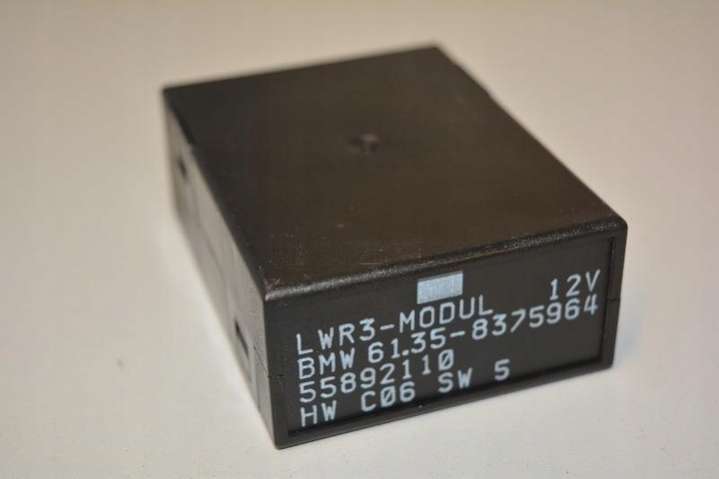 LWR3-MODUL 12V
BMW 61.35-8375964
55892110
HW C06 SW 5